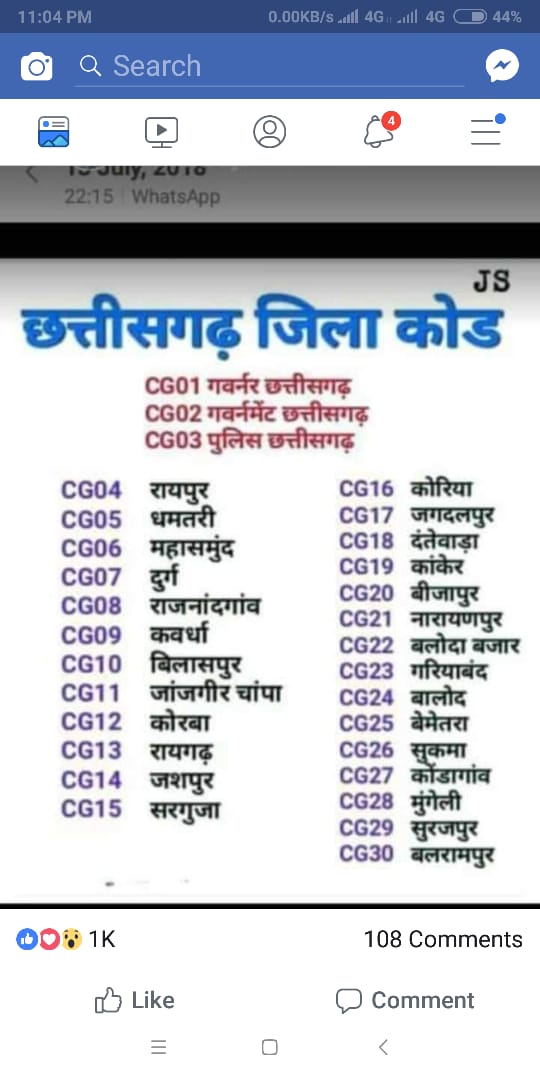 11:04 PM 0.00KB/s 4G 4G 44%
Search
4
22:15 WhatsApp
JS
छत्तीसगढ़ जिला कोड
CG01 गवर्नर छत्तीसगढ़
CG02 गवर्नमेंट छत्तीसगढ़
CG03 पुलिस छत्तीसगढ़
CG04 रायपुर
CG05 धमतरी
CG06 महासमुंद
CG07 दुर्ग
CG08 राजनांदगांव
CG09 कवर्धा
CG10 बिलासपुर
CG11 जांजगीर चांपा
CG12 कोरबा
CG13 रायगढ़
CG14 जशपुर
CG15 सरगुजा
CG16 कोरिया
CG17 जगदलपुर
CG18 दंतेवाड़ा
CG19 कांकेर
CG20 बीजापुर
CG21 नारायणपुर
CG22 बलोदा बजार
CG23 गरियाबंद
CG24 बालोद
CG25 बेमेतरा
CG26 सुकमा
CG27 कोंडागांव
CG28 मुंगेली
CG29 सुरजपुर
CG30 बलरामपुर
1K 108 Comments
Like Comment